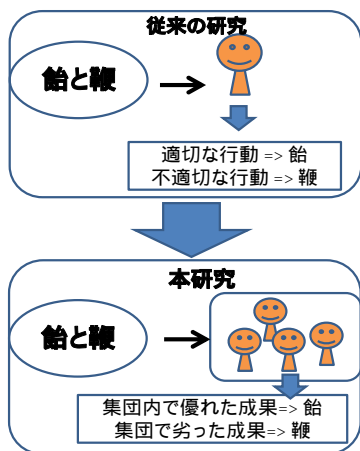 従来の研究
飴と鞭
適切な行動 => 飴
不適切な行動 => 鞭
本研究
飴と鞭
集団内で優れた成果=> 飴
集団で劣った成果=> 鞭